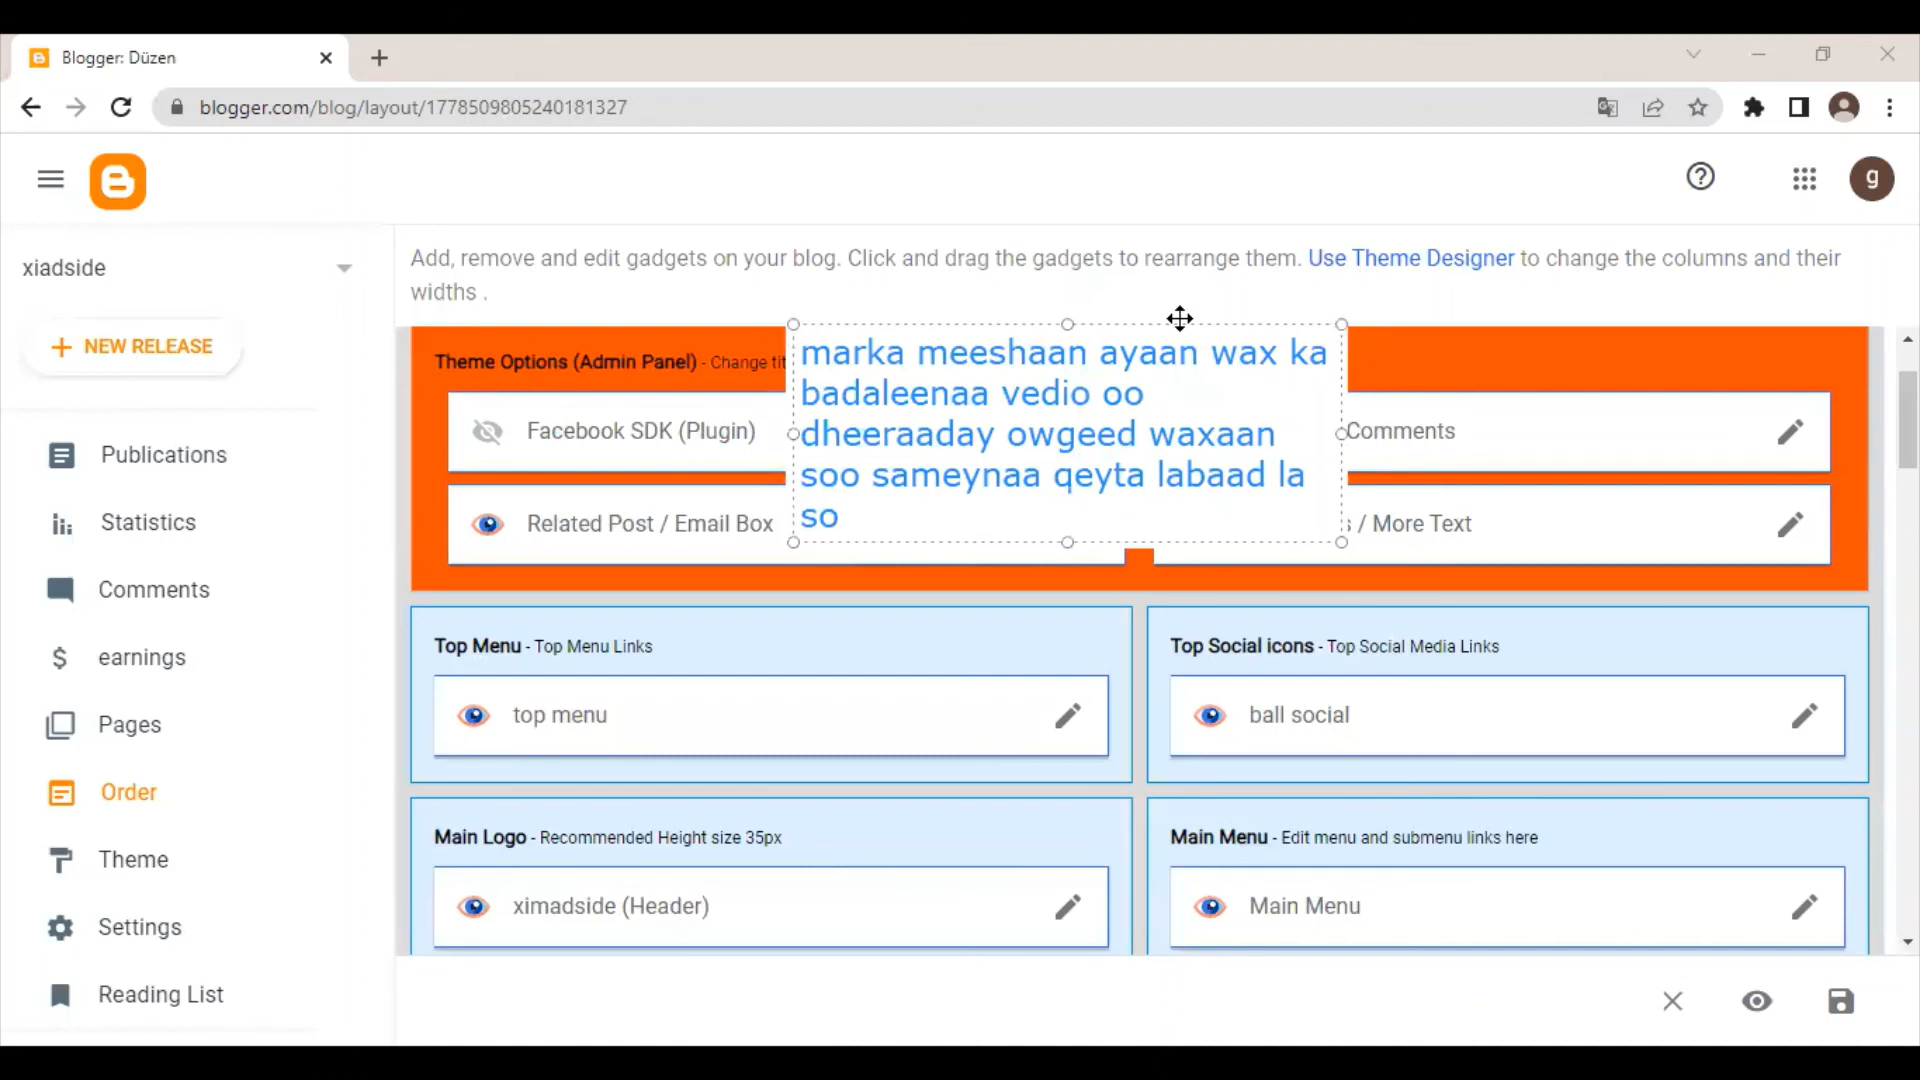 Blogger: Düzen
blogger.com/blog/layout/1778509805240181327
g
xiadside
Add, remove and edit gadgets on your blog. Click and drag the gadgets to rearrange them. Use Theme Designer to change the columns and their
widths .
+ NEW RELEASE
Theme Options (Admin Panel) - Change
marka meeshaan ayaan wax ka
badaleenaa vedio oo
dheeraaday owgeed waxaan
soo sameynaa qeyta labaad la
so
Facebook SDK (Plugin)
Comments
Related Post / Email Box
/ More Text
Publications
Statistics
Comments
earnings
Pages
Order
Theme
Settings
Reading List
Top Menu - Top Menu Links
top menu
Top Social icons - Top Social Media Links
ball social
Main Logo - Recommended Height size 35px
ximadside (Header)
Main Menu - Edit menu and submenu links here
Main Menu